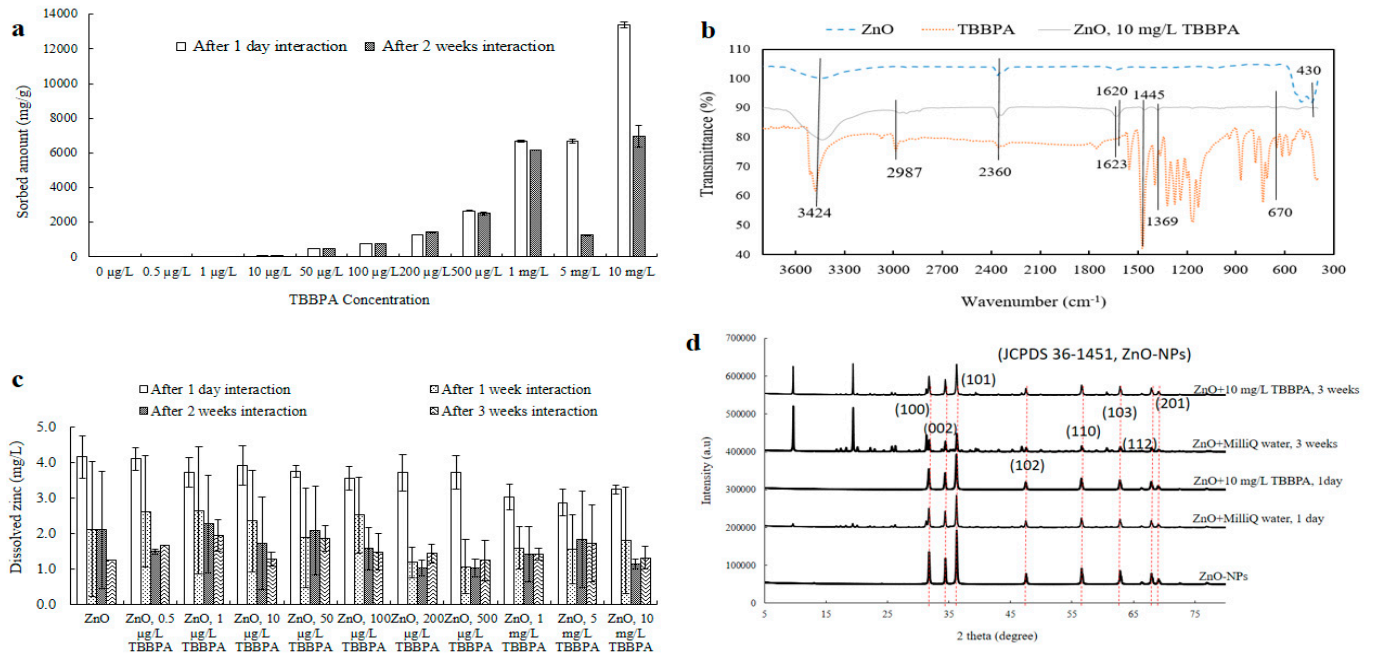 a
After 1 day interaction
After 2 weeks interaction
14000
12000
10000
8000
6000
4000
2000
0
Sorbed amount (mg/g)
0 µg/L 0.5 µg/L 1 µg/L 10 µg/L 50 µg/L 100 µg/L 200 µg/L 500 µg/L 1 mg/L 5 mg/L 10 mg/L
TBBPA Concentration
b
ZnO TBBPA ZnO, 10 mg/L TBBPA
110
100
90
80
70
60
50
40
Transmittance (%)
430
1620 1445
3424
2987
2360
1623
1369
670
3600 3300 3000 2700 2400 2100 1800 1500 1200 900 600 300
Wavenumber (cm-1)
c
After 1 day interaction
After 1 week interaction
After 2 weeks interaction
After 3 weeks interaction
5.0
4.0
3.0
2.0
1.0
0.0
Dissolved zinc (mg/L)
ZnO ZnO, 0.5 ZnO, 1 ZnO, 10 ZnO, 50 ZnO, 100 ZnO, 200 ZnO, 500 ZnO, 1 ZnO, 5 ZnO, 10
µg/L µg/L µg/L µg/L µg/L µg/L µg/L mg/L mg/L mg/L
TBBPA TBBPA TBBPA TBBPA TBBPA TBBPA TBBPA TBBPA TBBPA TBBPA
d
700000
600000
500000
400000
300000
200000
100000
0
Intensity (a.u)
(JCPDS 36-1451, ZnO-NPs)
(101)
ZnO+10 mg/L TBBPA, 3 weeks
(100)
(201)
(103)
(002)
(110)
(112)
ZnO+MilliQ water, 3 weeks
(102)
ZnO+10 mg/L TBBPA, 1day
ZnO+MilliQ water, 1 day
ZnO-NPs
5 15 25 35 45 55 65 75
2 theta (degree)